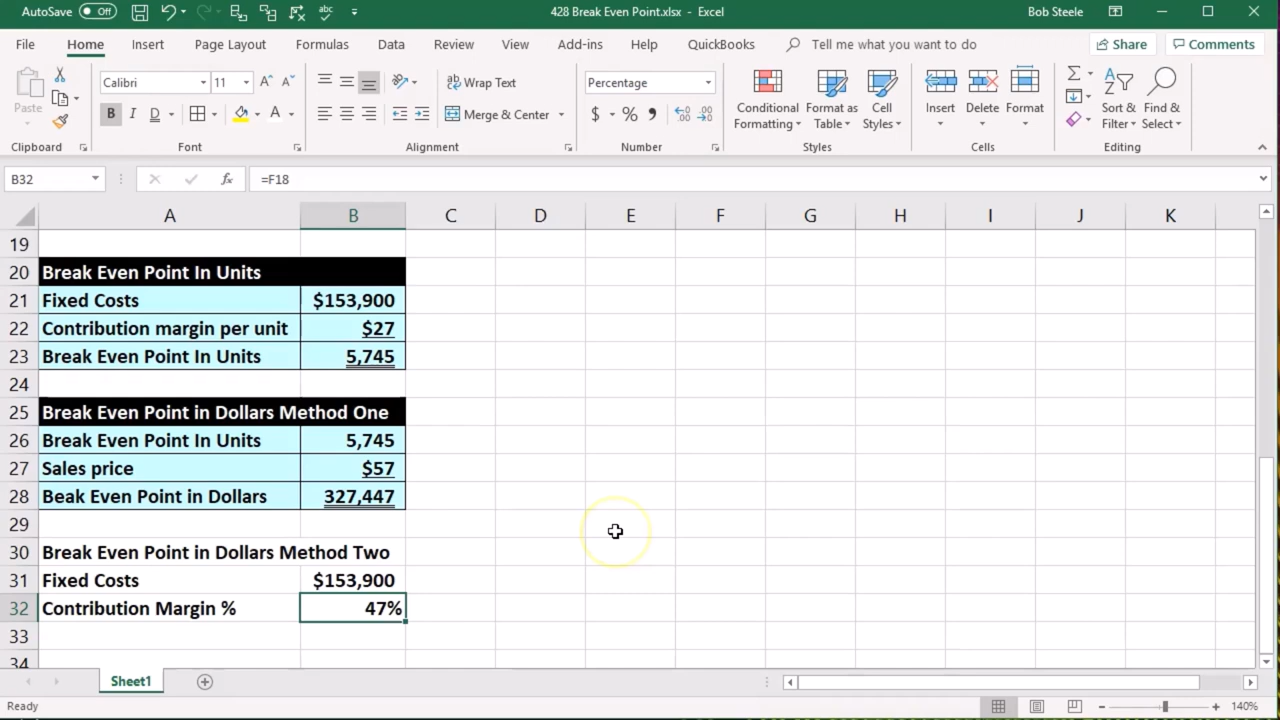 AutoSave Off 428 Break Even Point.xlsx - Excel Bob Steele
File Home Insert Page Layout Formulas Data Review View Add-ins Help QuickBooks Tell me what you want to do Share Comments
Paste Calibri 11 Wrap Text Percentage Conditional Formatting Format as Table Cell Styles Insert Delete Format Sort & Filter Find & Select
B I D A Merge & Center $ %
Clipboard Font Alignment Number Styles Cells Editing
B32 fx =F18
A B C D E F G H I J K
19
20 Break Even Point In Units
21 Fixed Costs $153,900
22 Contribution margin per unit $27
23 Break Even Point In Units 5,745
24
25 Break Even Point in Dollars Method One
26 Break Even Point In Units 5,745
27 Sales price $57
28 Beak Even Point in Dollars 327,447
29
30 Break Even Point in Dollars Method Two
31 Fixed Costs $153,900
32 Contribution Margin % 47%
33
34
Sheet1
Ready 140%